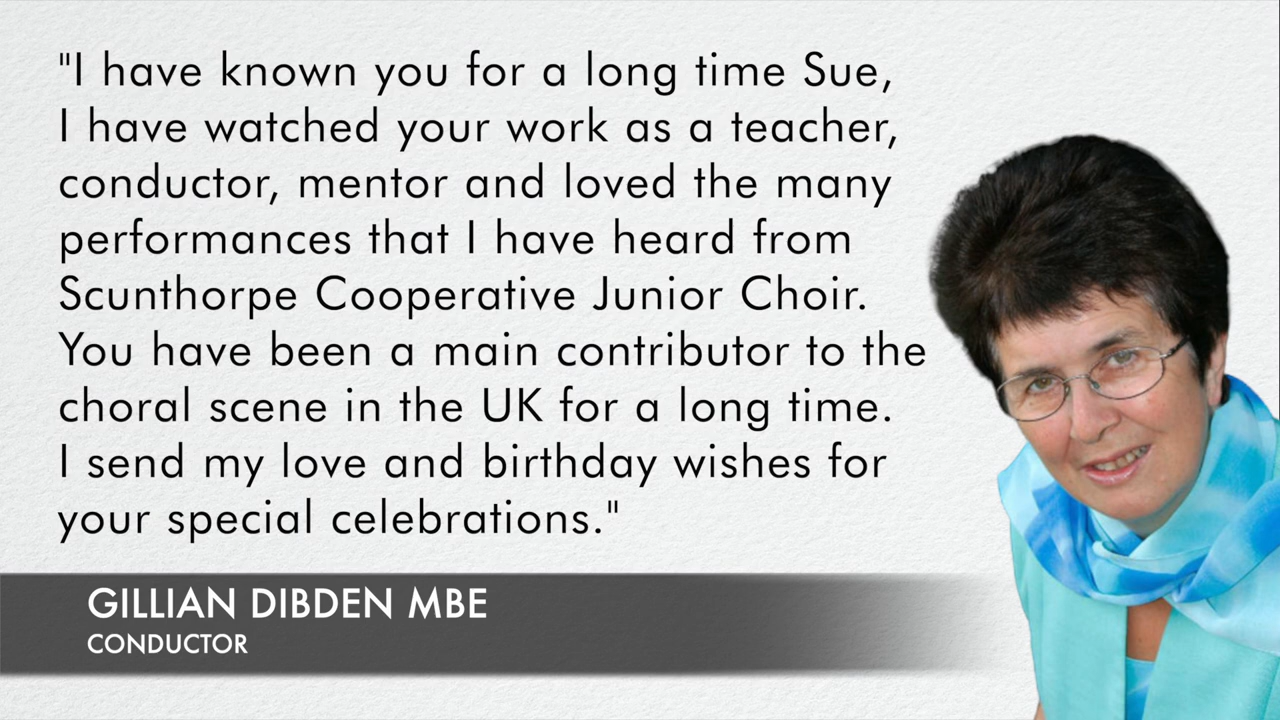 "I have known you for a long time Sue,
I have watched your work as a teacher,
conductor, mentor and loved the many
performances that I have heard from
Scunthorpe Cooperative Junior Choir.
You have been a main contributor to the
choral scene in the UK for a long time.
I send my love and birthday wishes for
your special celebrations."
GILLIAN DIBDEN MBE
CONDUCTOR